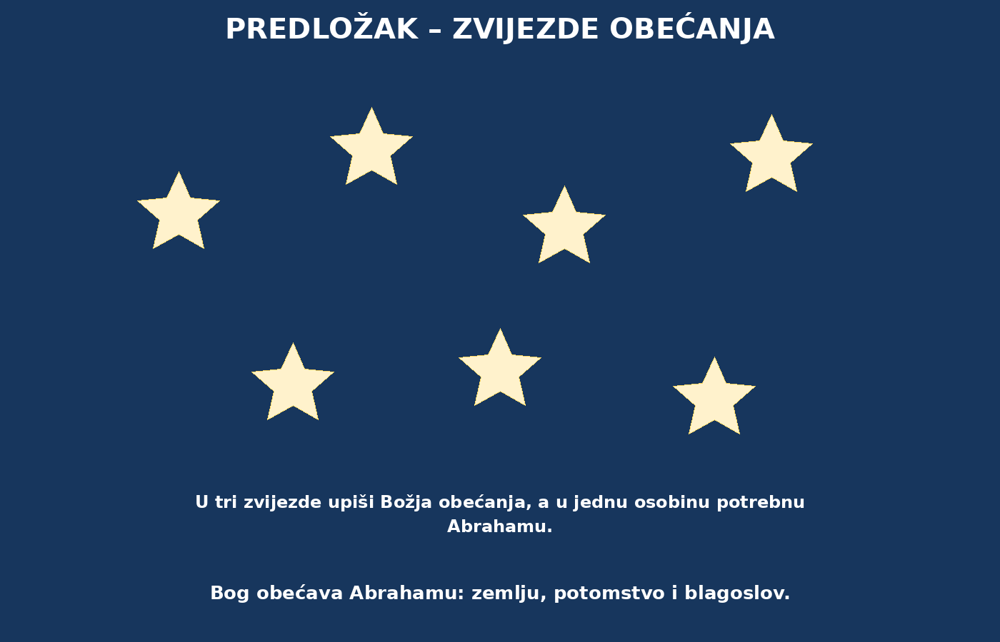 PREDLOŽAK – ZVIJEZDE OBEĆANJA
U tri zvijezde upiši Božja obećanja, a u jednu osobinu potrebnu
Abrahamu.
Bog obećava Abrahamu: zemlju, potomstvo i blagoslov.